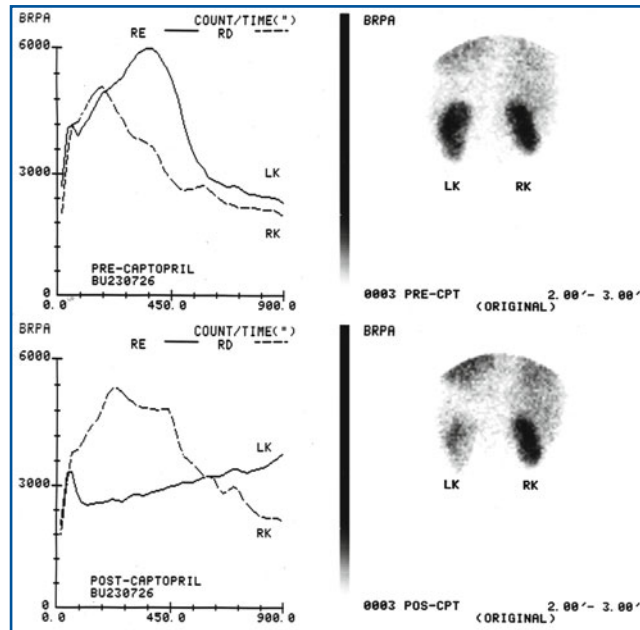 BRPA COUNT/TIME(")
RE RD
6000
3000
LK
RK
PRE-CAPTOPRIL
BU230726
0.0 450.0 900.0
BRPA
LK RK
0003 PRE-CPT 2.00'- 3.00'
(ORIGINAL)
BRPA COUNT/TIME(")
RE RD
6000
3000
LK
RK
POST-CAPTOPRIL
BU230726
0.0 450.0 900.0
BRPA
LK RK
0003 POS-CPT 2.00'- 3.00'
(ORIGINAL)